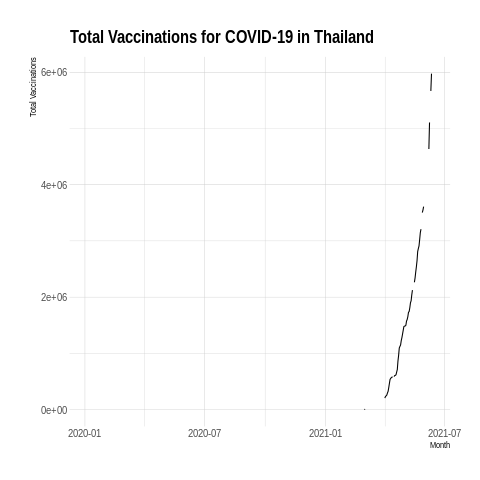 Total Vaccinations for COVID-19 in Thailand
Total Vaccinations
6e+06
4e+06
2e+06
0e+00
2020-01 2020-07 2021-01 2021-07
Month